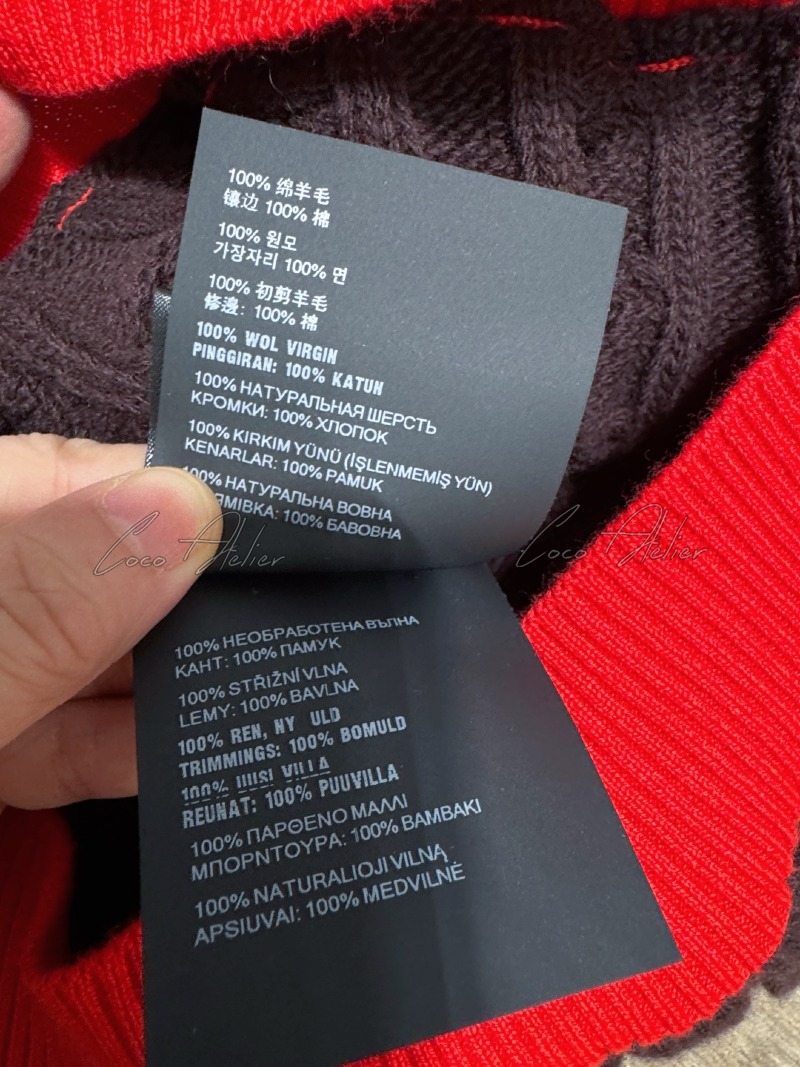 100% 绵羊毛
镶边 100% 棉
100% 원모
가장자리 100% 면
100% 初剪羊毛
修邊: 100% 棉
100% WOL VIRGIN
PINGGIRAN: 100% KATUN
100% НАТУРАЛЬНАЯ ШЕРСТЬ
КРОМКИ: 100% ХЛОПОК
100% KIRKIM YÜNÜ (İŞLENMEMİŞ YÜN)
KENARLAR: 100% PAMUK
100% НАТУРАЛЬНА ВОВНА
100% БАВОВНА
Coco Atelier
Coco Atelier
100% НЕОБРАБОТЕНА ВЪЛНА
КАНТ: 100% ПАМУК
100% STŘIŽNÍ VLNA
LEMY: 100% BAVLNA
100% REN, NY ULD
TRIMMINGS: 100% BOMULD
100% UUSI VILLA
REUNAT: 100% PUUVILLA
100% ΠΑΡΘΕΝΟ ΜΑΛΛΙ
ΜΠΟΡΝΤΟΥΡΑ: 100% ΒΑΜΒΑΚΙ
100% NATURALIOJI VILNĄ
APSIUVAI: 100% MEDVILNĖ